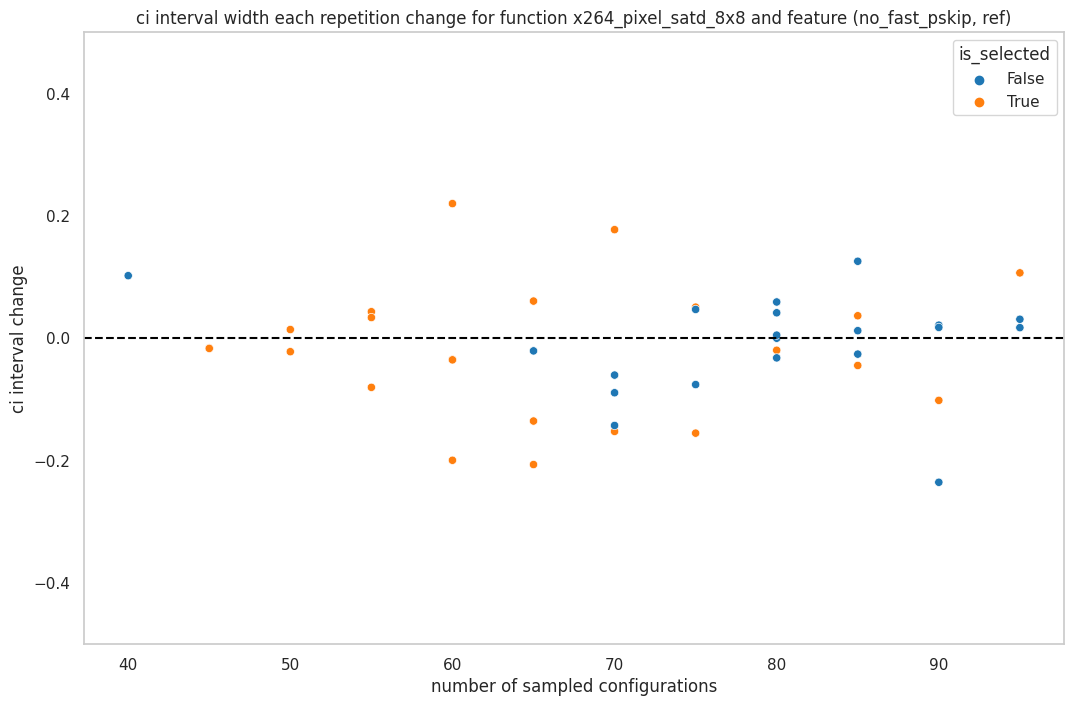 ci interval width each repetition change for function x264_pixel_satd_8x8 and feature (no_fast_pskip, ref)
is_selected
False
True
0.4
0.2
0.0
−0.2
−0.4
ci interval change
40 50 60 70 80 90
number of sampled configurations